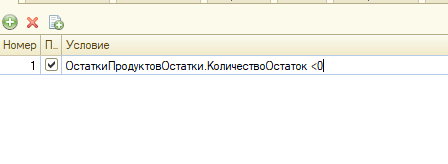 Номер П.. Условие
1 ОстаткиПродуктовОстатки.КоличествоОстаток <0